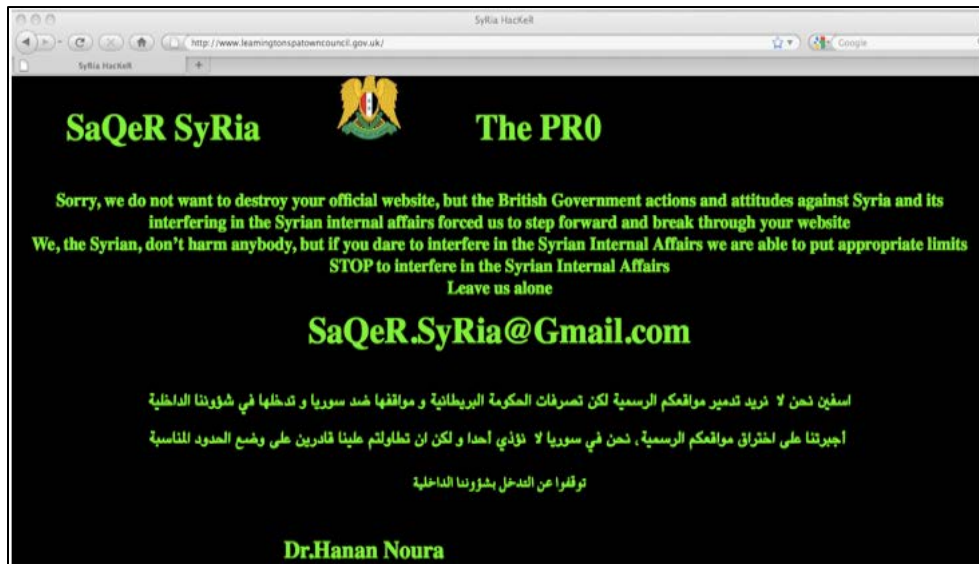 SyRia HacKeR
http://www.leamingtonspatowncouncil.gov.uk/
Google
SyRia HacKeR
SaQeR SyRia
The PR0
Sorry, we do not want to destroy your official website, but the British Government actions and attitudes against Syria and its
interfering in the Syrian internal affairs forced us to step forward and break through your website
We, the Syrian, don't harm anybody, but if you dare to interfere in the Syrian Internal Affairs we are able to put appropriate limits
STOP to interfere in the Syrian Internal Affairs
Leave us alone
SaQeR.SyRia@Gmail.com
اسفين نحن لا نريد تدمير مواقعكم الرسمية لكن تصرفات الحكومة البريطانية و مواقفها ضد سوريا و تدخلها في شؤوننا الداخلية
أجبرتنا على اختراق مواقعكم الرسمية، نحن في سوريا لا نؤذي أحدا و لكن ان تطاولتم علينا قادرين على وضع الحدود المناسبة
توقفوا عن التدخل بشؤوننا الداخلية
Dr.Hanan Noura